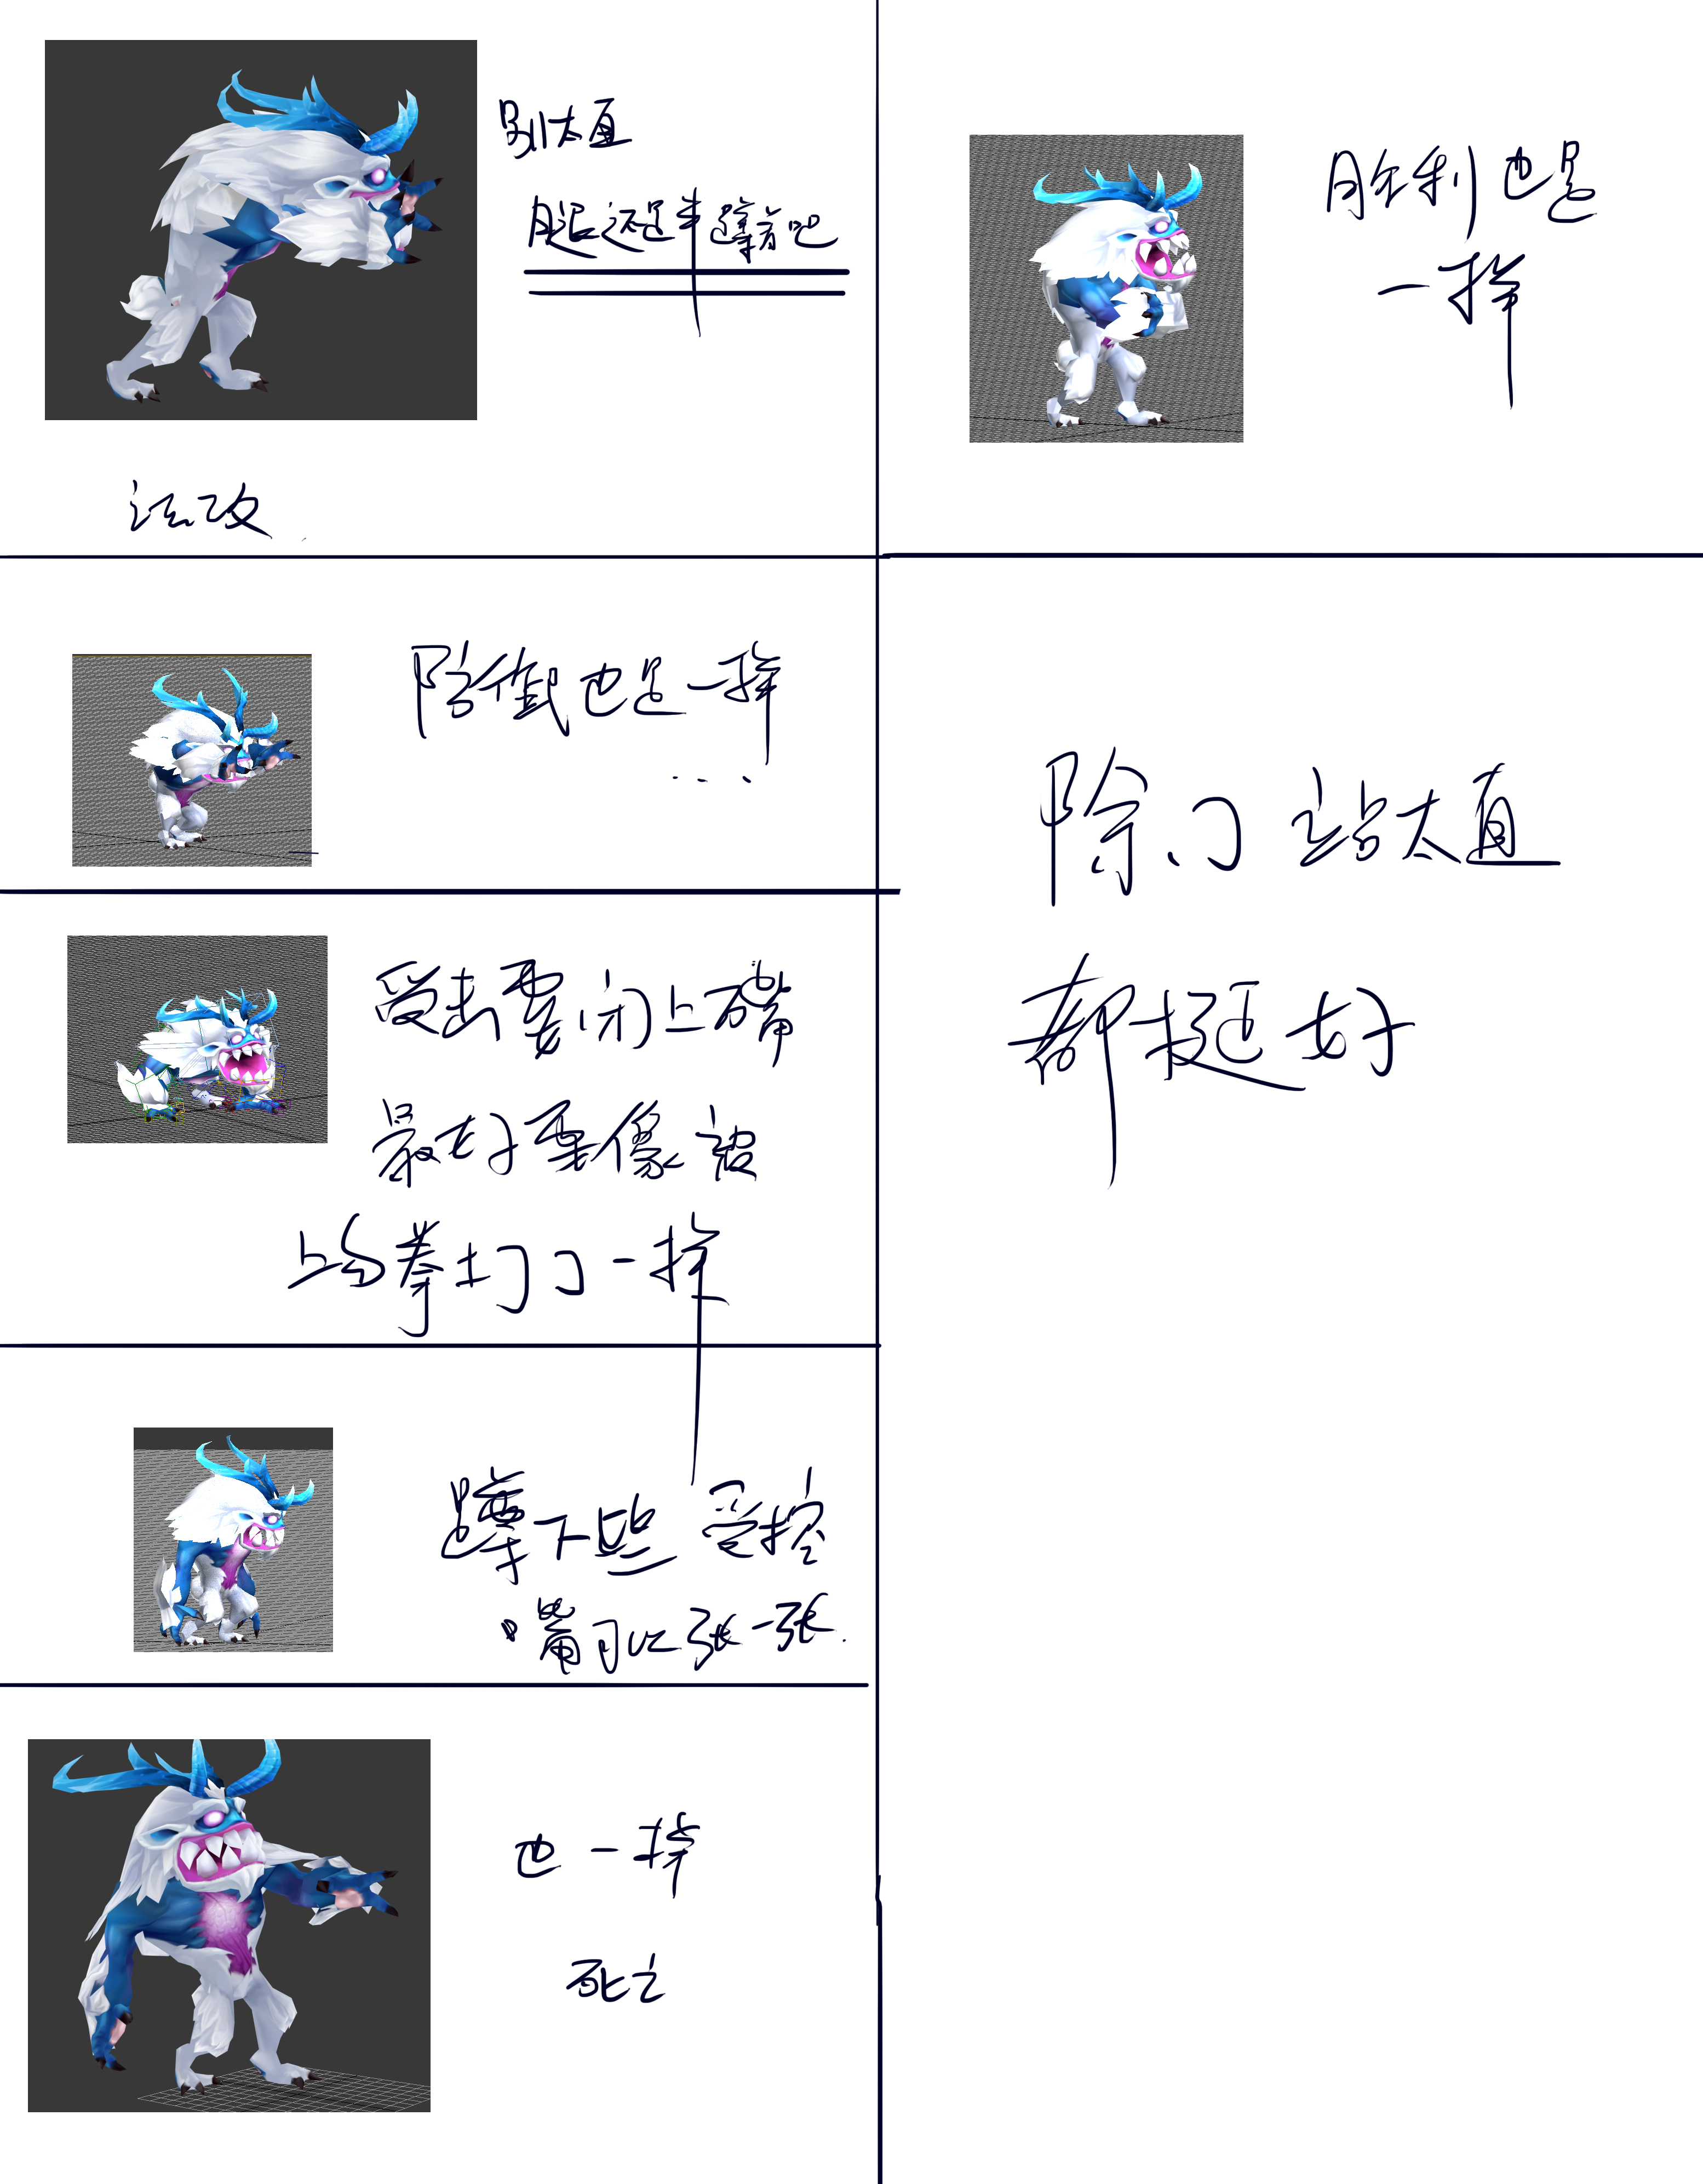 别太直
腿还是半蹲着吧
法攻
防御也是一样
...
受击要闭上嘴
最好要像被
上勾拳打了一样
蹲下些 受控
嘴可以张一张.
也一样
死亡
胜利也是
一样
除了站太直
都挺好